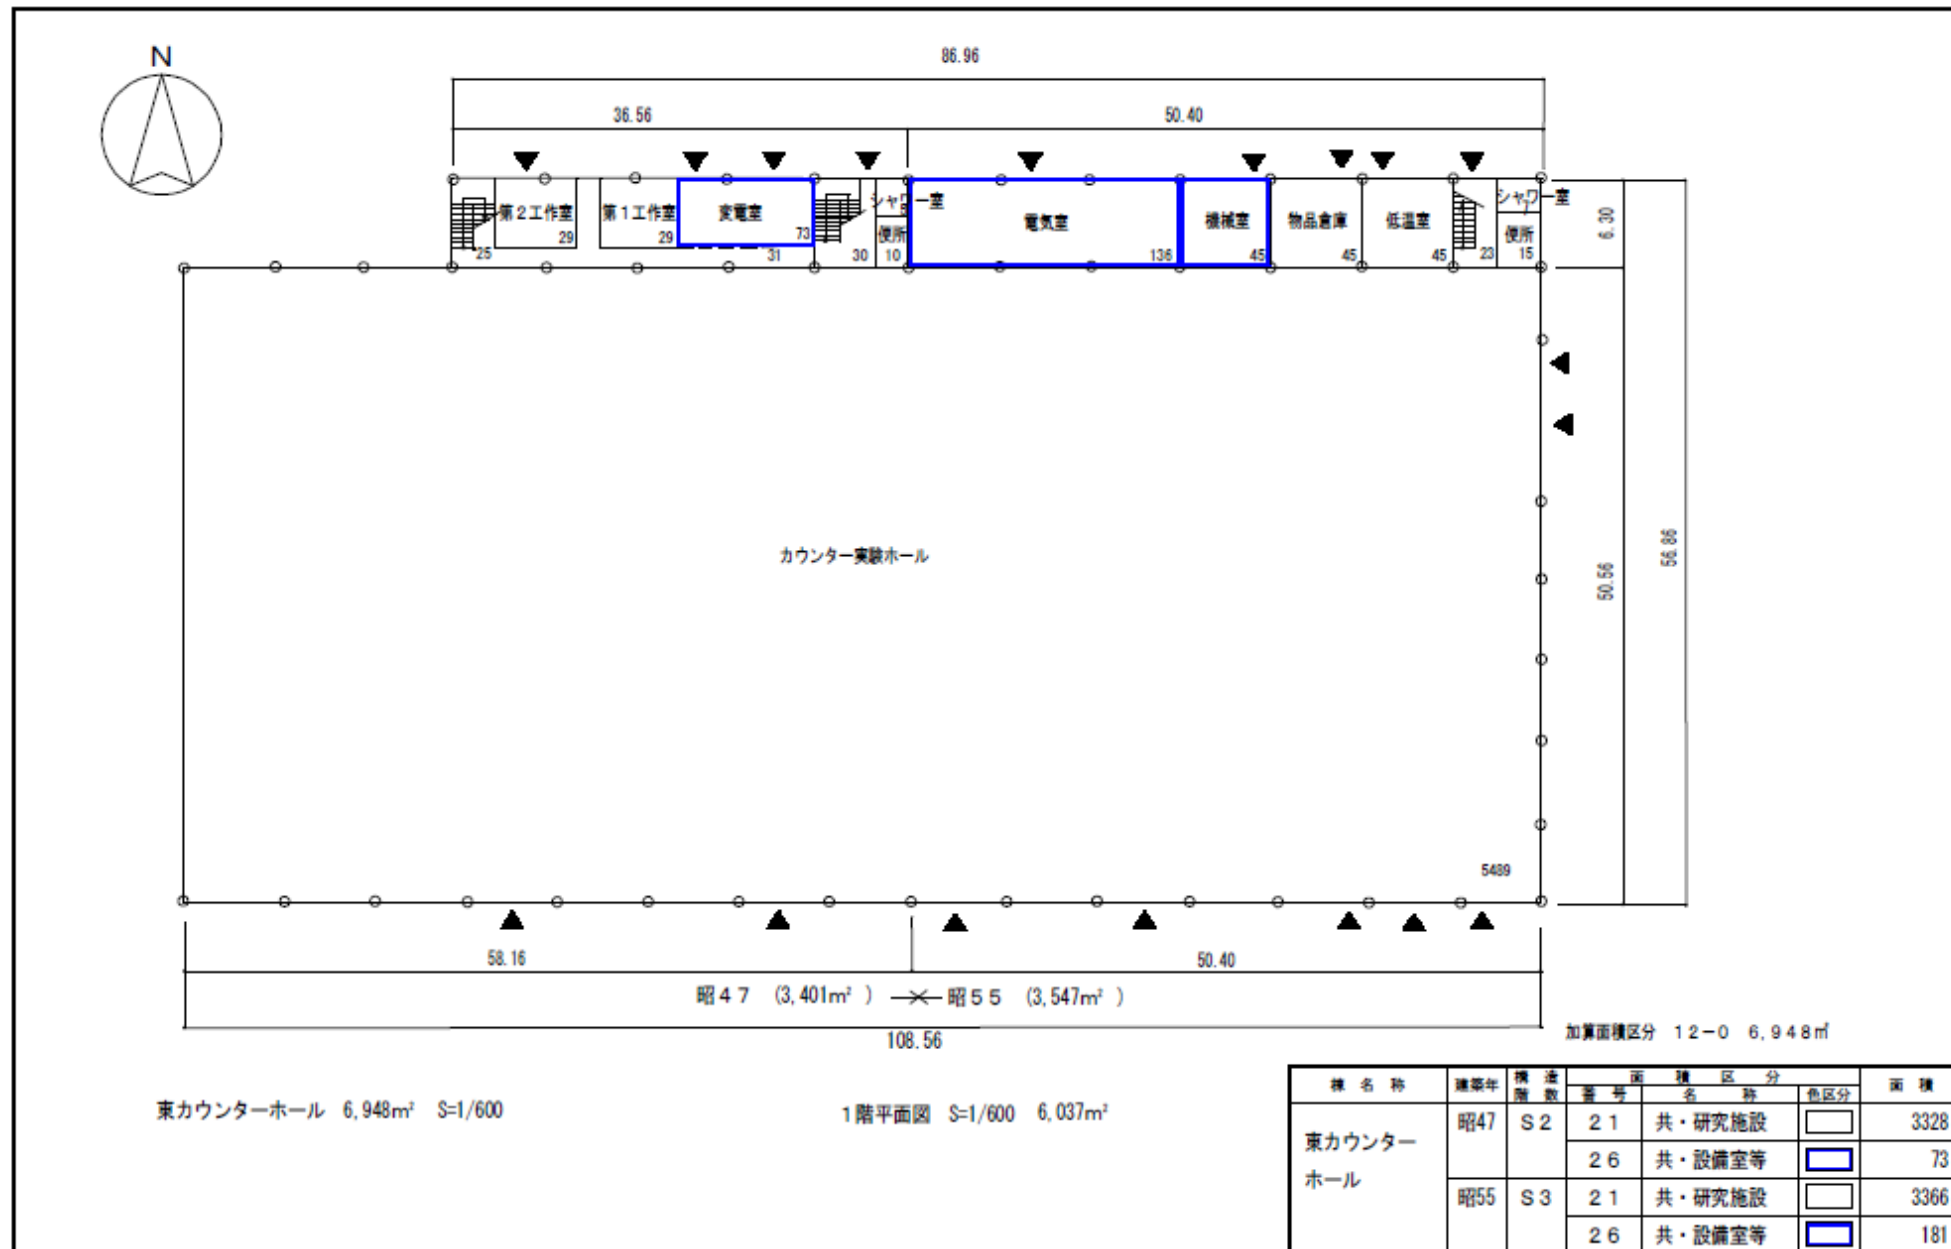 N
86.96
36.56
50.40
第2工作室
29
第1工作室
29
変電室
73
シャワー室
便所
10
電気室
136
機械室
45
物品倉庫
45
低温室
45
シャワー室
7
便所
15
25
31
30
23
6.30
カウンター実験ホール
50.56
56.86
5489
58.16
50.40
昭47 (3,401m²) 昭55 (3,547m²)
108.56
加算面積区分 12-0 6,948㎡
東カウンターホール 6,948m² S=1/600
1階平面図 S=1/600 6,037m²
棟名称 建築年 構造階数 面積区分 面積
番号 名称 色区分
東カウンターホール 昭47 S2 21 共・研究施設 3328
26 共・設備室等 73
昭55 S3 21 共・研究施設 3366
26 共・設備室等 181